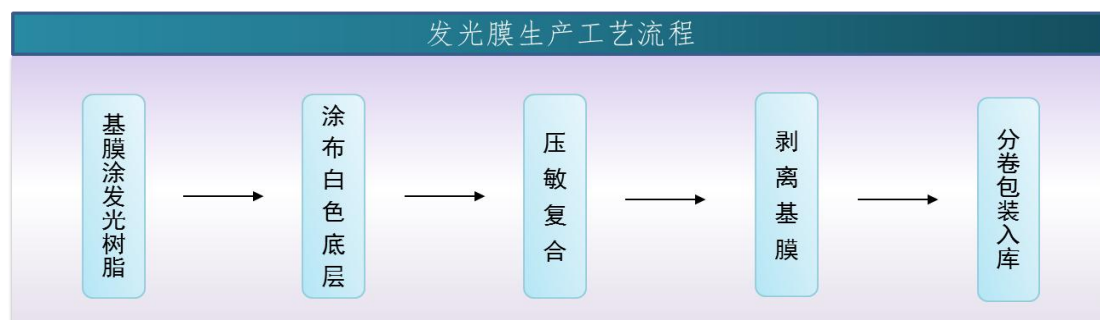 发光膜生产工艺流程
基膜涂发光树脂
涂布白色底层
压敏复合
剥离基膜
分卷包装入库